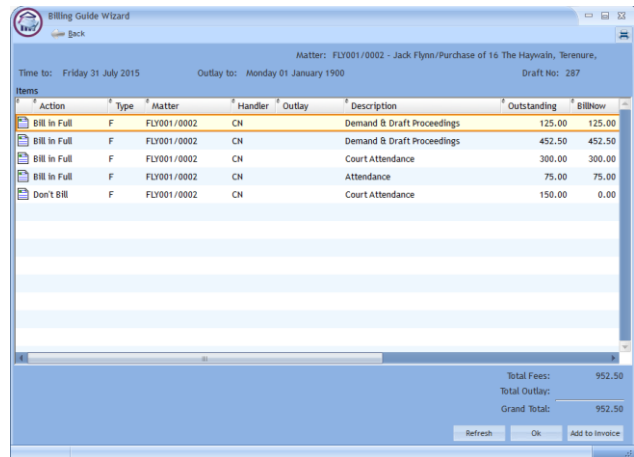 Billing Guide Wizard
Back
Matter: FLY001/0002 - Jack Flynn/Purchase of 16 The Haywain, Terenure,
Time to: Friday 31 July 2015 Outlay to: Monday 01 January 1900 Draft No: 287
Items
Action Type Matter Handler Outlay Description Outstanding BillNow
Bill in Full F FLY001/0002 CN Demand & Draft Proceedings 125.00 125.00
Bill in Full F FLY001/0002 CN Demand & Draft Proceedings 452.50 452.50
Bill in Full F FLY001/0002 CN Court Attendance 300.00 300.00
Bill in Full F FLY001/0002 CN Attendance 75.00 75.00
Don't Bill F FLY001/0002 CN Court Attendance 150.00 0.00
Total Fees: 952.50
Total Outlay:
Grand Total: 952.50
Refresh Ok Add to Invoice